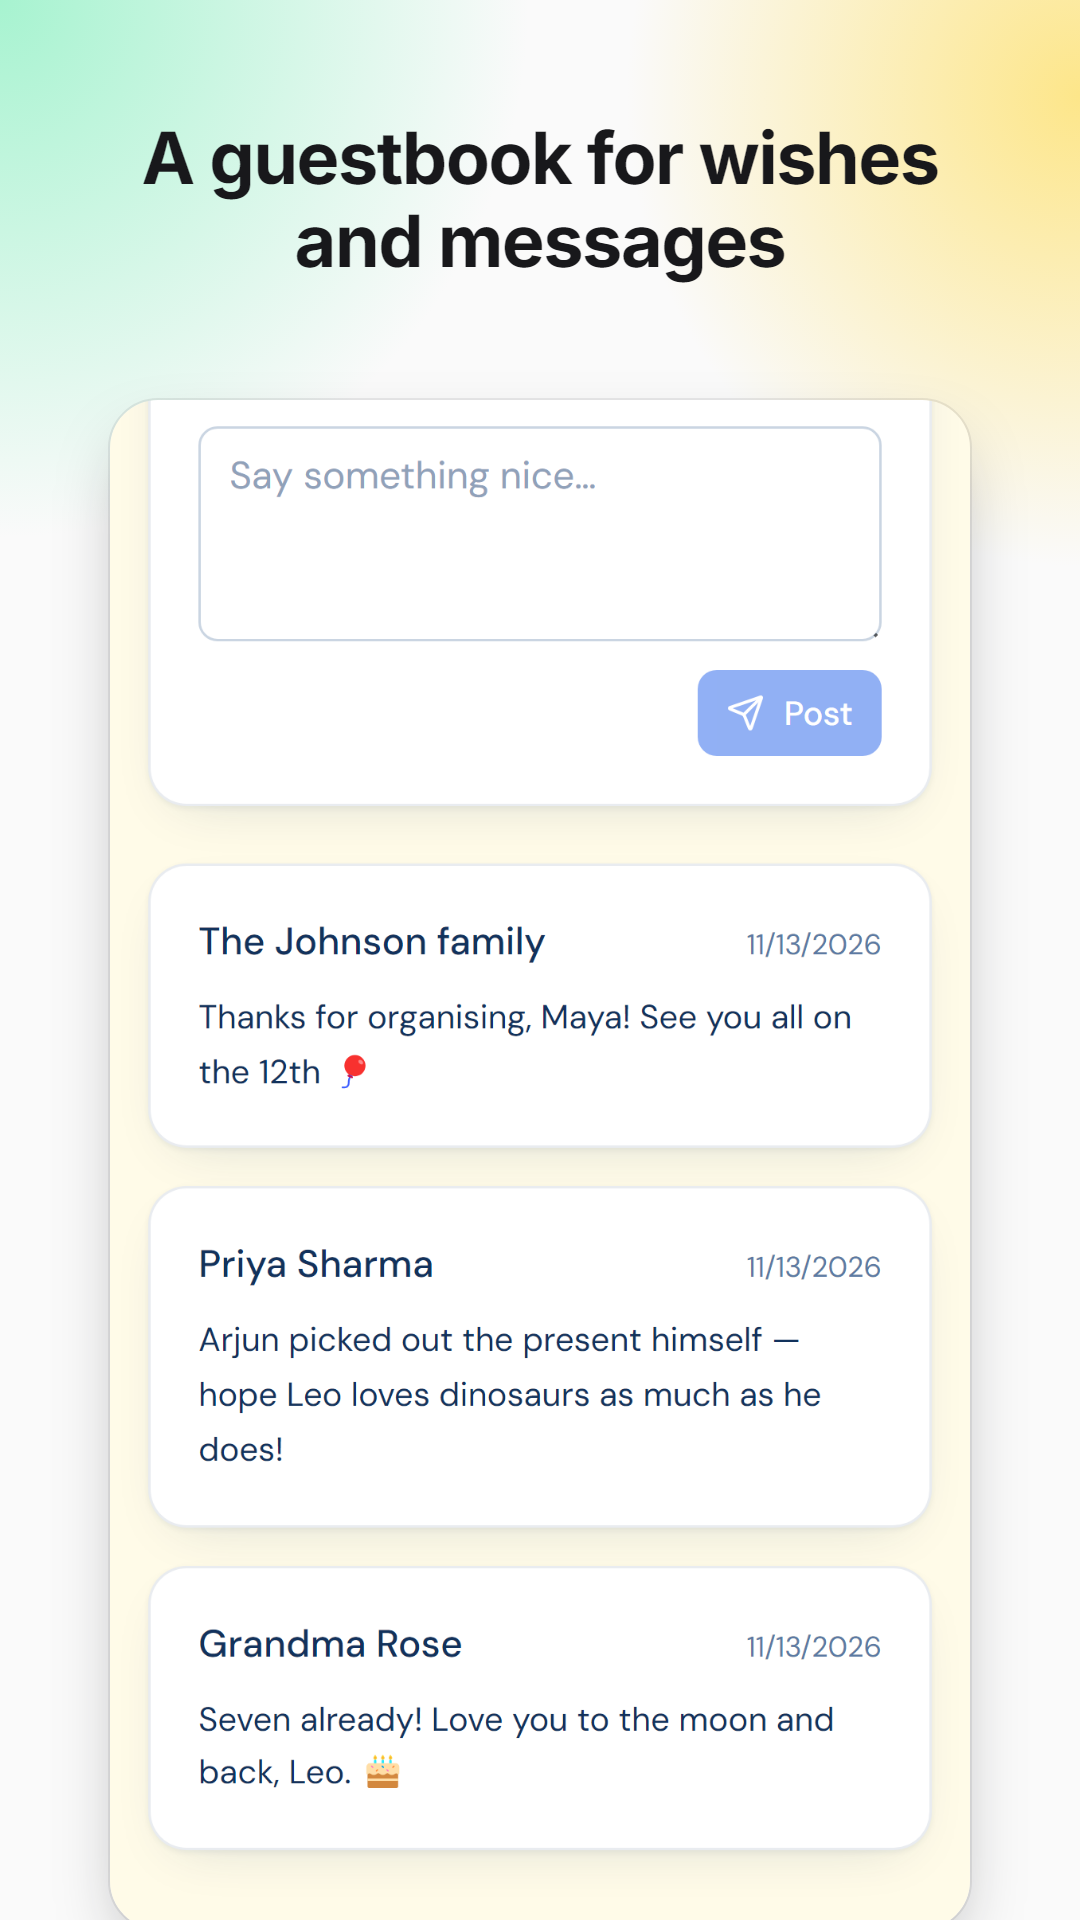 A guestbook for wishes
and messages
Say something nice...
Post
The Johnson family
11/13/2026
Thanks for organising, Maya! See you all on
the 12th 🎈
Priya Sharma
11/13/2026
Arjun picked out the present himself —
hope Leo loves dinosaurs as much as he
does!
Grandma Rose
11/13/2026
Seven already! Love you to the moon and
back, Leo. 🎂